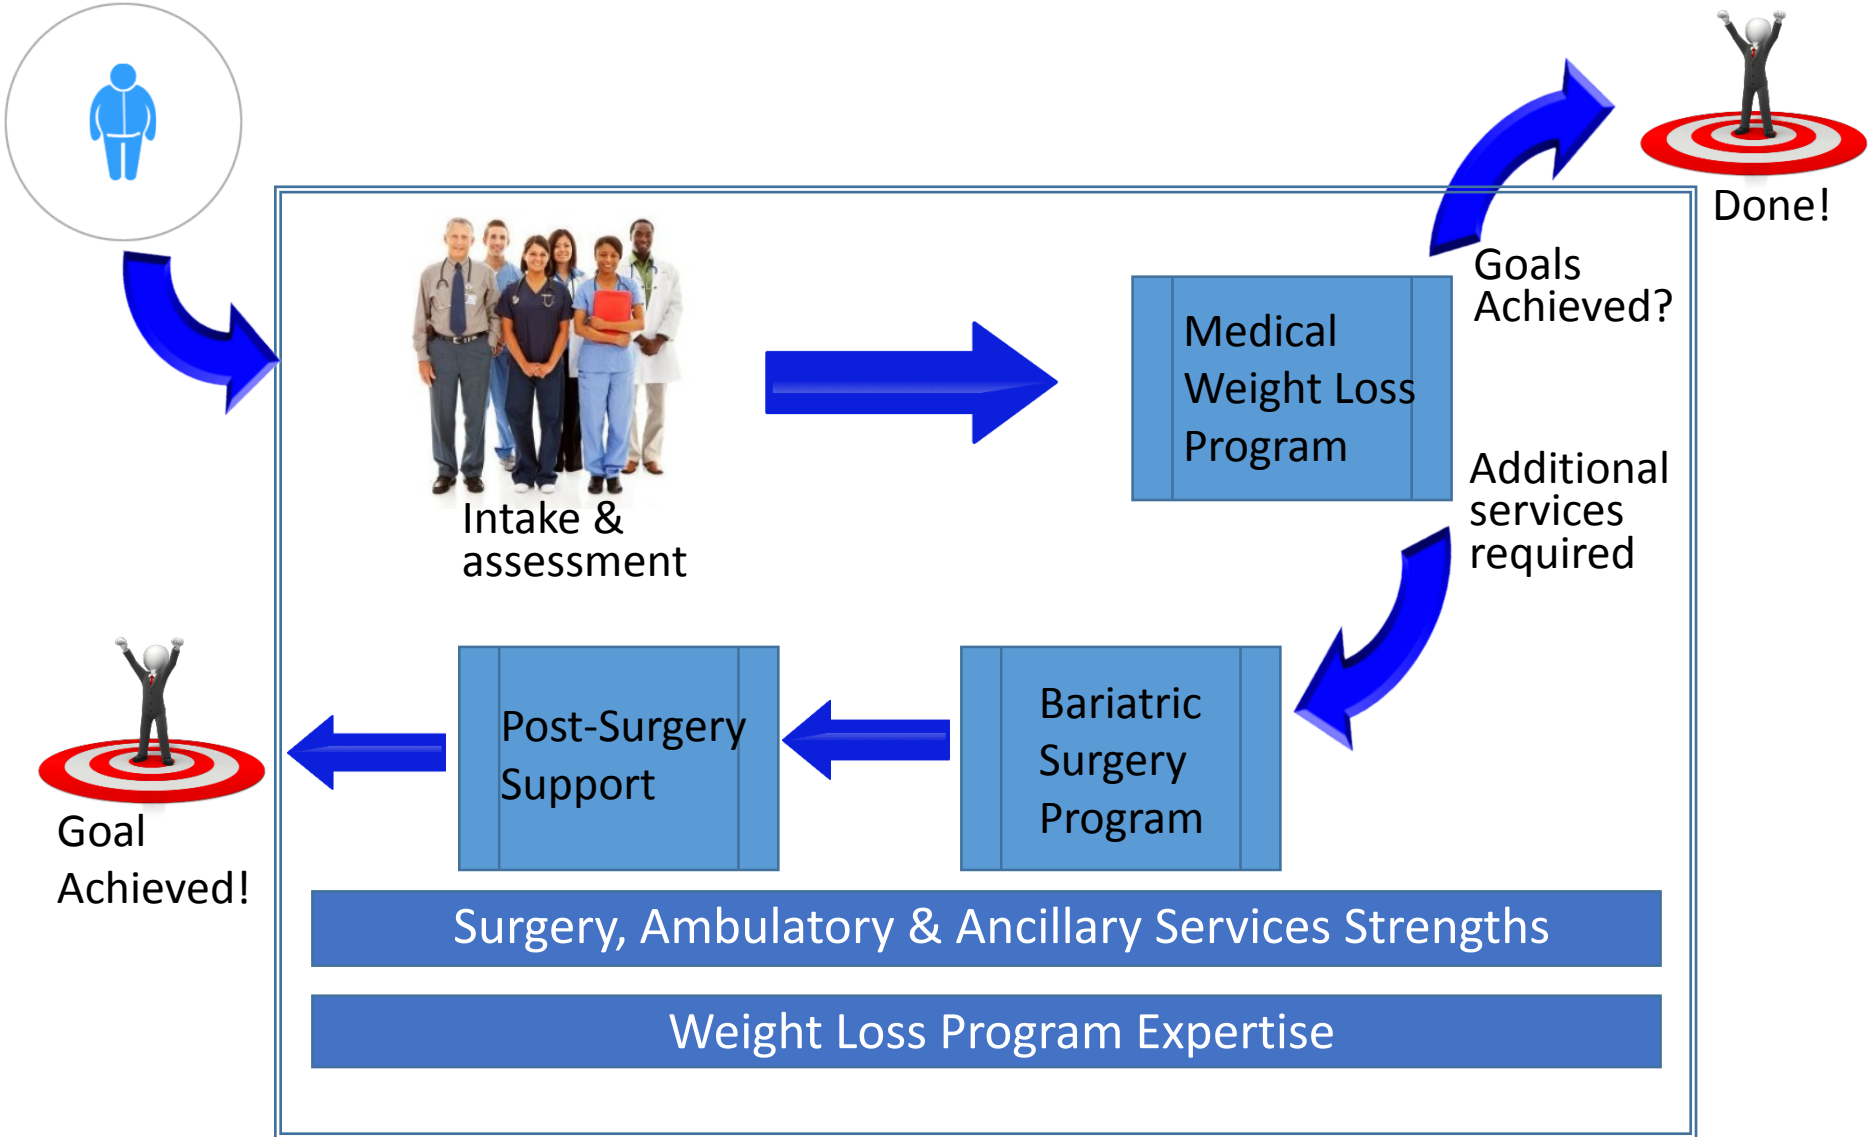 Done!
Goals
Achieved?
Medical
Weight Loss
Program
Additional
services
required
Intake &
assessment
Post-Surgery
Support
Bariatric
Surgery
Program
Goal
Achieved!
Surgery, Ambulatory & Ancillary Services Strengths
Weight Loss Program Expertise